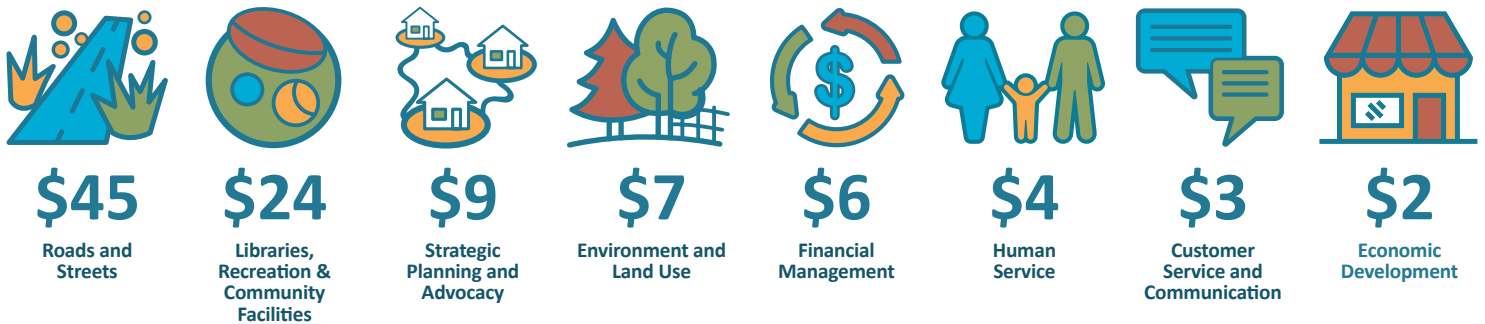 $45
Roads and
Streets
$24
Libraries,
Recreation &
Community
Facilities
$9
Strategic
Planning and
Advocacy
$7
Environment and
Land Use
$
$6
Financial
Management
$4
Human
Service
$3
Customer
Service and
Communication
$2
Economic
Development